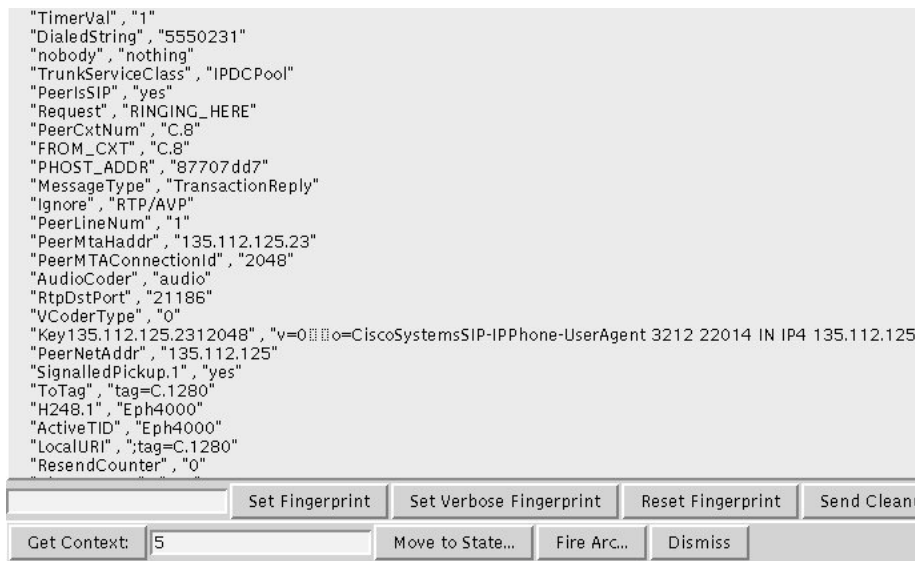 "TimerVal" , "1"
"DialedString" , "5550231"
"nobody" , "nothing"
"TrunkServiceClass" , "IPDCPool"
"PeerIsSIP" , "yes"
"Request" , "RINGING_HERE"
"PeerCxtNum" , "C.8"
"FROM_CXT" , "C.8"
"PHOST_ADDR" , "87707dd7"
"MessageType" , "TransactionReply"
"Ignore" , "RTP/AVP"
"PeerLineNum" , "1"
"PeerMtaHaddr" , "135.112.125.23"
"PeerMTAConnectionId" , "2048"
"AudioCoder" , "audio"
"RtpDstPort" , "21186"
"VCoderType" , "0"
"Key135.112.125.2312048" , "v=0▯▯o=CiscoSystemsSIP-IPPhone-UserAgent 3212 22014 IN IP4 135.112.125
"PeerNetAddr" , "135.112.125"
"SignalledPickup.1" , "yes"
"ToTag" , "tag=C.1280"
"H248.1" , "Eph4000"
"ActiveTID" , "Eph4000"
"LocalURI" , ";tag=C.1280"
"ResendCounter" , "0"
Set Fingerprint Set Verbose Fingerprint Reset Fingerprint Send
Get Context: 5 Move to State... Fire Arc... Dismiss